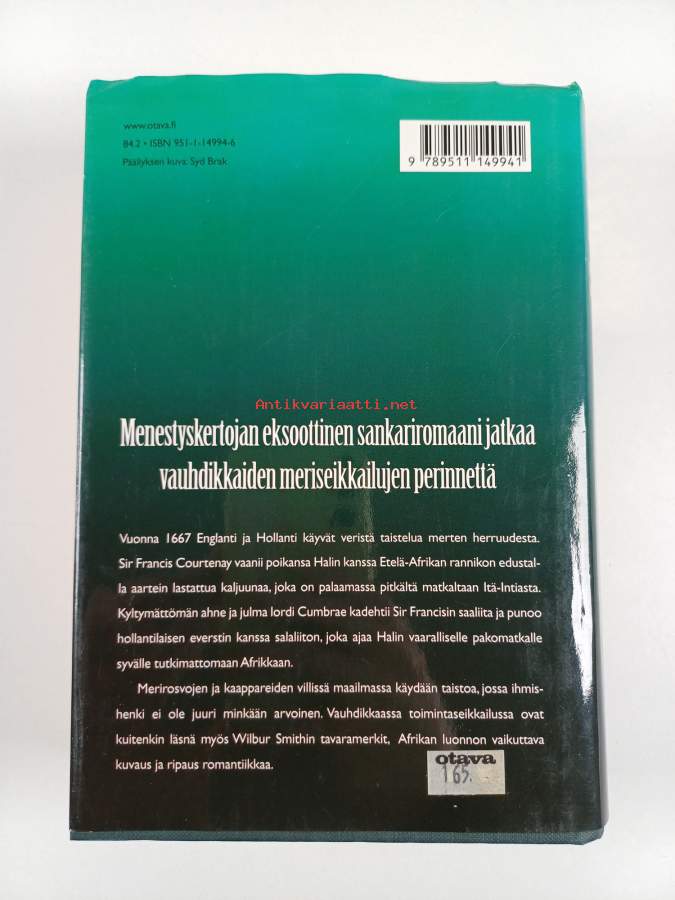 www.otava.fi
84.2 • ISBN 951-1-14994-6
Päällyksen kuva: Syd Brak
9 789511 149941
Antikvariaatti.net
Menestyskertojan eksoottinen sankariromaani jatkaa
vauhdikkaiden meriseikkailujen perinnettä
Vuonna 1667 Englanti ja Hollanti käyvät veristä taistelua merten herruudesta.
Sir Francis Courtenay vaanii poikansa Halin kanssa Etelä-Afrikan rannikon edustal-
la aartein lastattua kaljuunaa, joka on palaamassa pitkältä matkaltaan Itä-Intiasta.
Kyltymättömän ahne ja julma lordi Cumbrae kadehtii Sir Francisin saaliita ja punoo
hollantilaisen everstin kanssa salaliiton, joka ajaa Halin vaaralliselle pakomatkalle
syvälle tutkimattomaan Afrikkaan.
Merirosvojen ja kaappareiden villissä maailmassa käydään taistoa, jossa ihmis-
henki ei ole juuri minkään arvoinen. Vauhdikkaassa toimintaseikkailussa ovat
kuitenkin läsnä myös Wilbur Smithin tavaramerkit, Afrikan luonnon vaikuttava
kuvaus ja ripaus romantiikkaa.
otava
165.